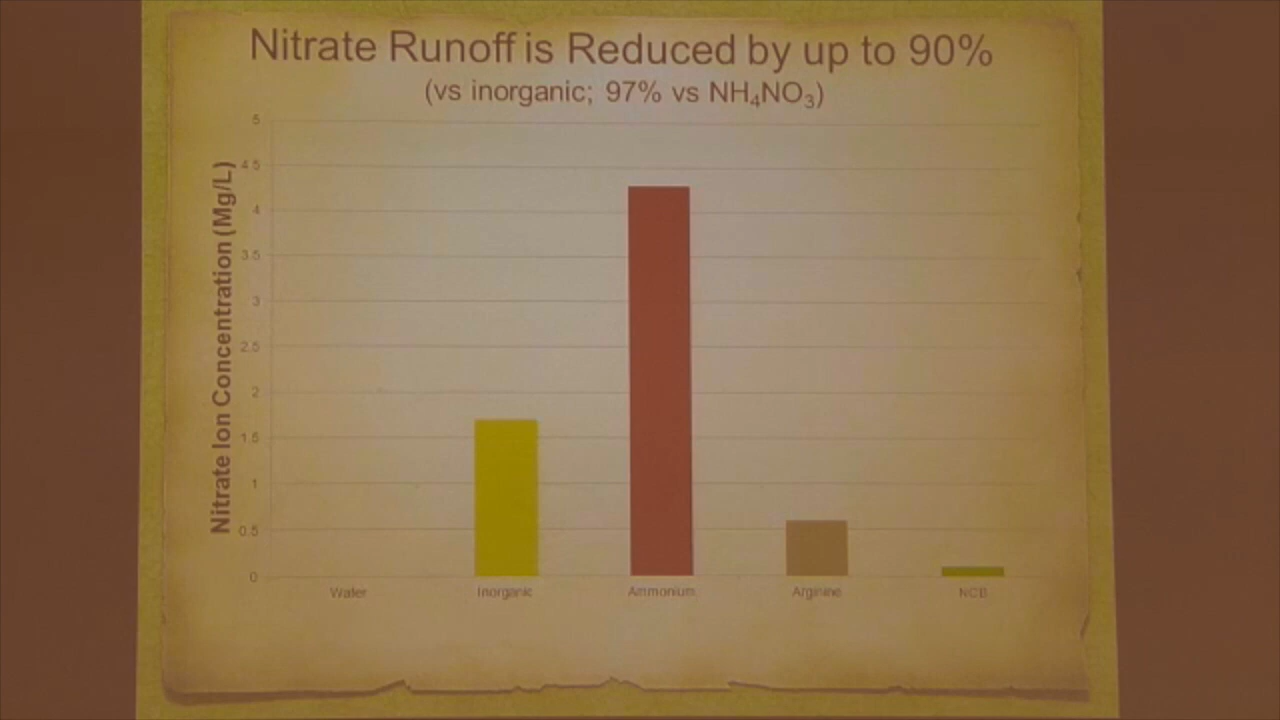 Nitrate Runoff is Reduced by up to 90%
(vs inorganic; 97% vs NH₄NO₃)
Nitrate Ion Concentration (Mg/L)
5
4.5
4
3.5
3
2.5
2
1.5
1
0.5
0
Water
Inorganic
Ammonium
Arginine
NCB